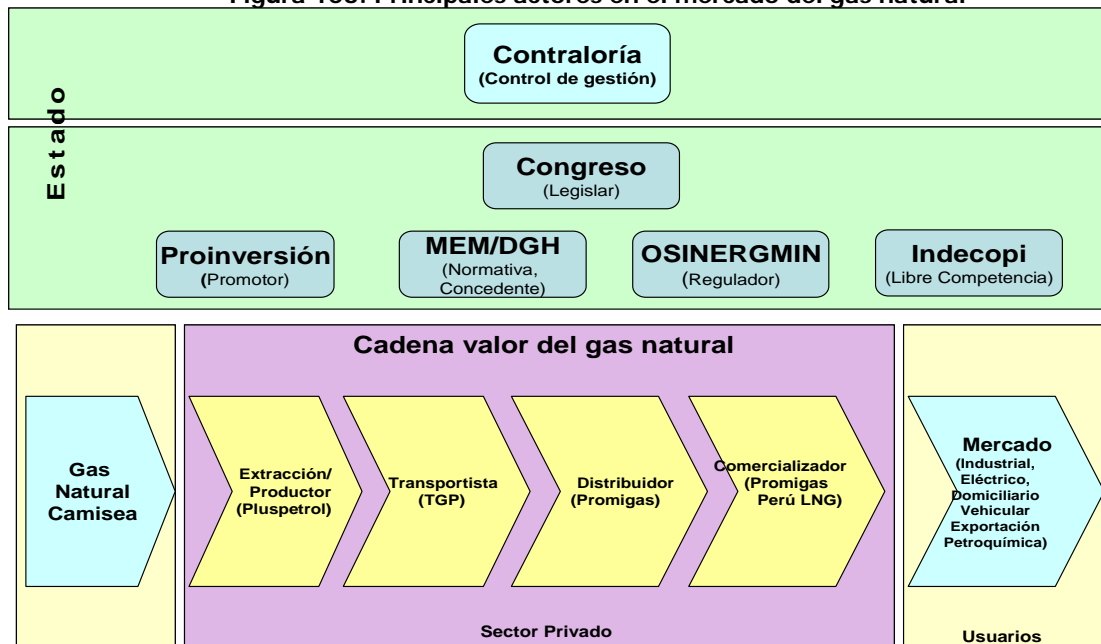 Contraloría
(Control de gestión)
Estado
Congreso
(Legislar)
Proinversión
(Promotor)
MEM/DGH
(Normativa,
Concedente)
OSINERGMIN
(Regulador)
Indecopi
(Libre Competencia)
Cadena valor del gas natural
Gas
Natural
Camisea
Extracción/
Productor
(Pluspetrol)
Transportista
(TGP)
Distribuidor
(Promigas)
Comercializador
(Promigas
Perú LNG)
Mercado
(Industrial,
Eléctrico,
Domiciliario
Vehicular
Exportación
Petroquímica)
Sector Privado
Usuarios